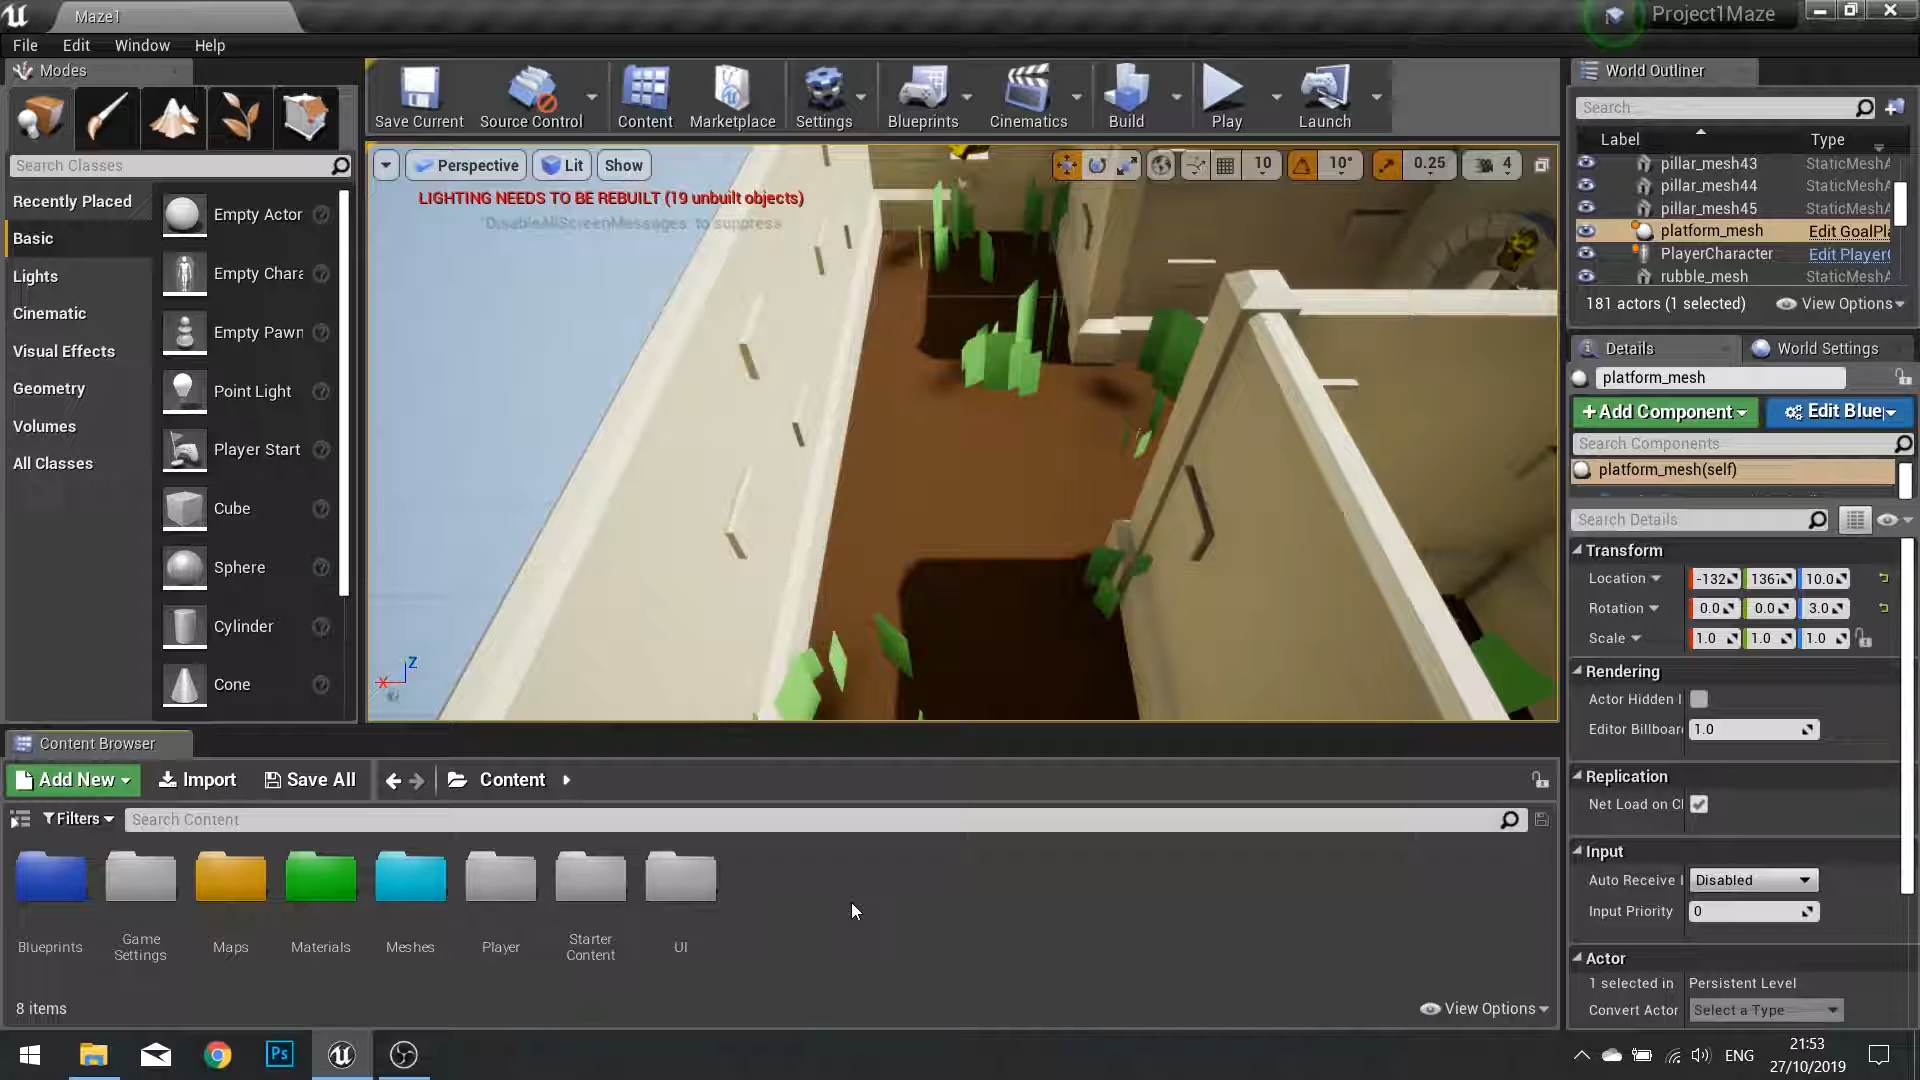 Maze1
Project1Maze
File Edit Window Help
Modes
Search Classes
Recently Placed
Basic
Lights
Cinematic
Visual Effects
Geometry
Volumes
All Classes
Empty Actor
Empty Chara
Empty Pawn
Point Light
Player Start
Cube
Sphere
Cylinder
Cone
Save Current
Source Control
Content
Marketplace
Settings
Blueprints
Cinematics
Build
Play
Launch
Perspective Lit Show
10 10° 0.25 4
LIGHTING NEEDS TO BE REBUILT (19 unbuilt objects)
'DisableAllScreenMessages' to suppress
X Z
World Outliner
Search
Label Type
pillar_mesh43 StaticMeshA
pillar_mesh44 StaticMeshA
pillar_mesh45 StaticMeshA
platform_mesh Edit GoalPla
PlayerCharacter Edit Player
rubble_mesh StaticMeshA
181 actors (1 selected) View Options
Details World Settings
platform_mesh
+Add Component Edit Blue
Search Components
platform_mesh(self)
Search Details
Transform
Location -132 1367 10.0
Rotation 0.0 0.0 3.0
Scale 1.0 1.0 1.0
Rendering
Actor Hidden I
Editor Billboar 1.0
Replication
Net Load on Cl
Input
Auto Receive I Disabled
Input Priority 0
Actor
1 selected in Persistent Level
Convert Actor Select a Type
Content Browser
Add New Import Save All Content
Filters Search Content
Blueprints
Game Settings
Maps
Materials
Meshes
Player
Starter Content
UI
8 items View Options
Ps
ENG
21:53
27/10/2019